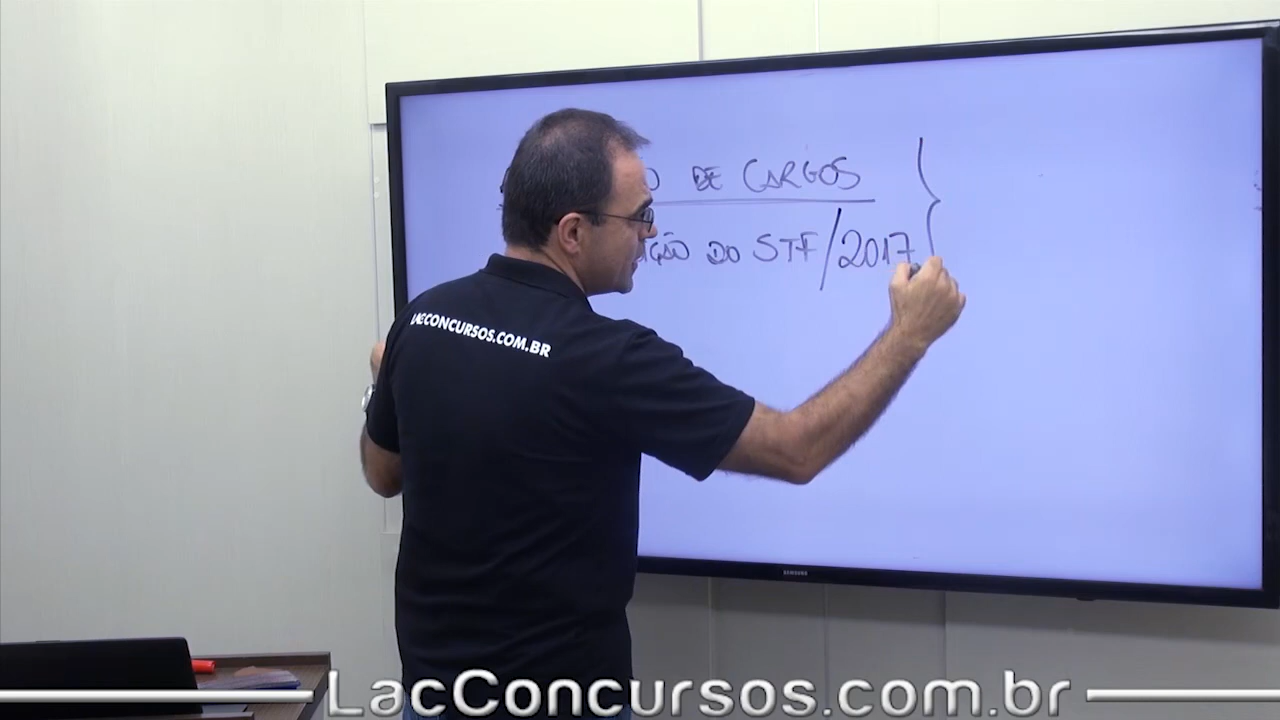 DE CARGOS
DO STF/2017
LACCONCURSOS.COM.BR
SAMSUNG
LacConcursos.com.br